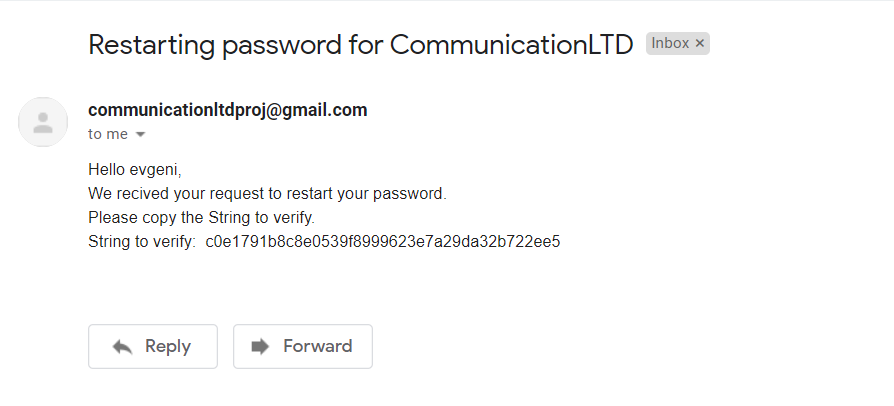 Restarting password for CommunicationLTD Inbox ×
communicationltdproj@gmail.com
to me
Hello evgeni,
We recived your request to restart your password.
Please copy the String to verify.
String to verify: c0e1791b8c8e0539f8999623e7a29da32b722ee5
Reply Forward